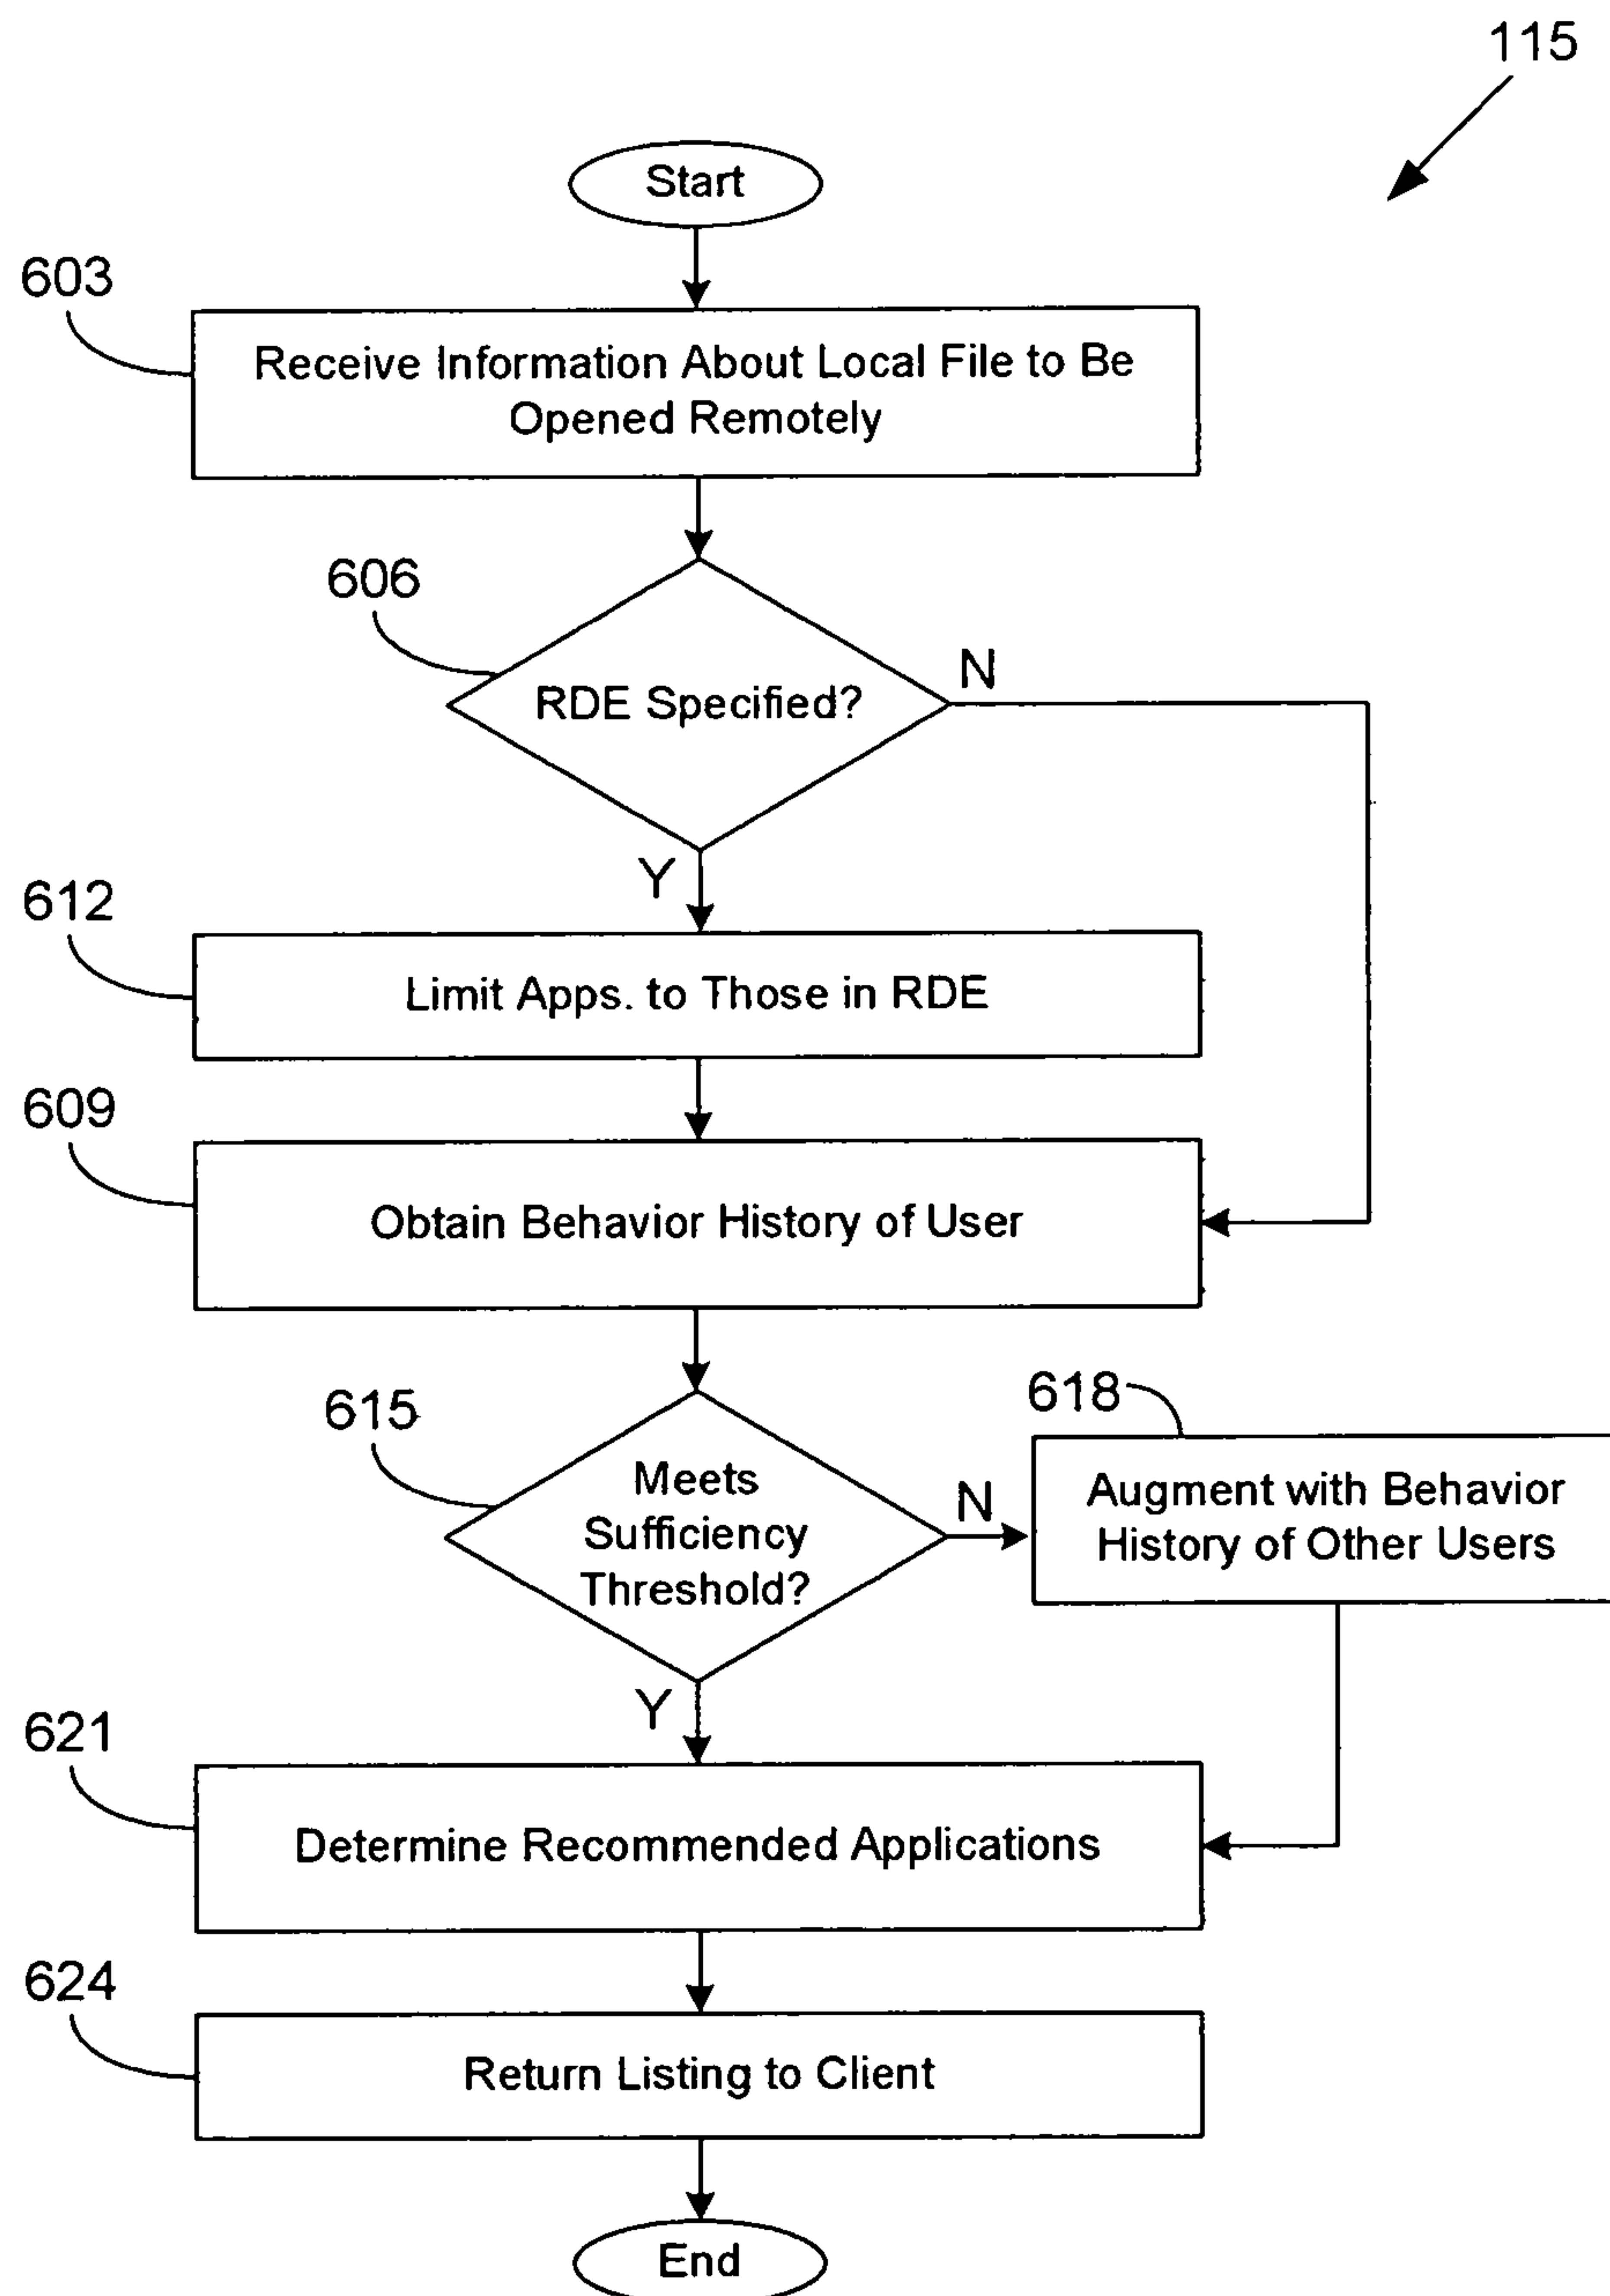 115
Start
603
Receive Information About Local File to Be
Opened Remotely
606
RDE Specified?
N
Y
612
Limit Apps. to Those in RDE
609
Obtain Behavior History of User
615
Meets
Sufficiency
Threshold?
N
618
Augment with Behavior
History of Other Users
Y
621
Determine Recommended Applications
624
Return Listing to Client
End